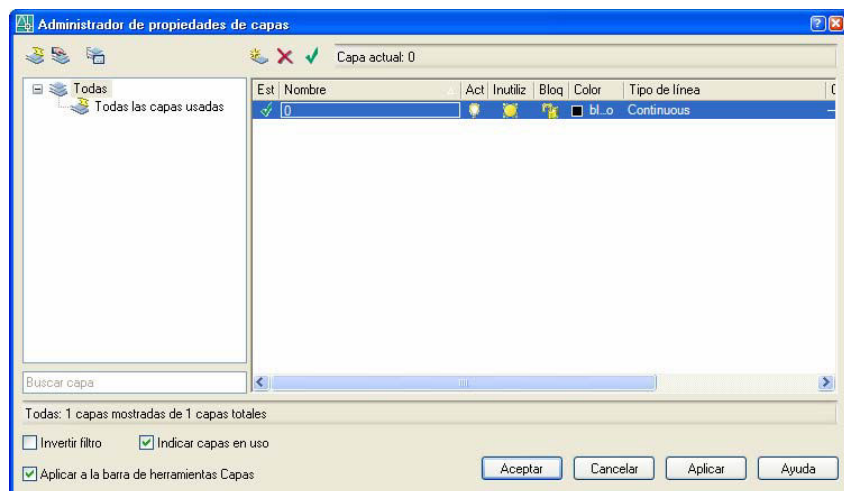 Administrador de propiedades de capas
Capa actual: 0
Todas
Todas las capas usadas
Est Nombre Act Inutiliz Bloq Color Tipo de línea
0 bl...o Continuous
Buscar capa
Todas: 1 capas mostradas de 1 capas totales
Invertir filtro Indicar capas en uso
Aplicar a la barra de herramientas Capas
Aceptar Cancelar Aplicar Ayuda